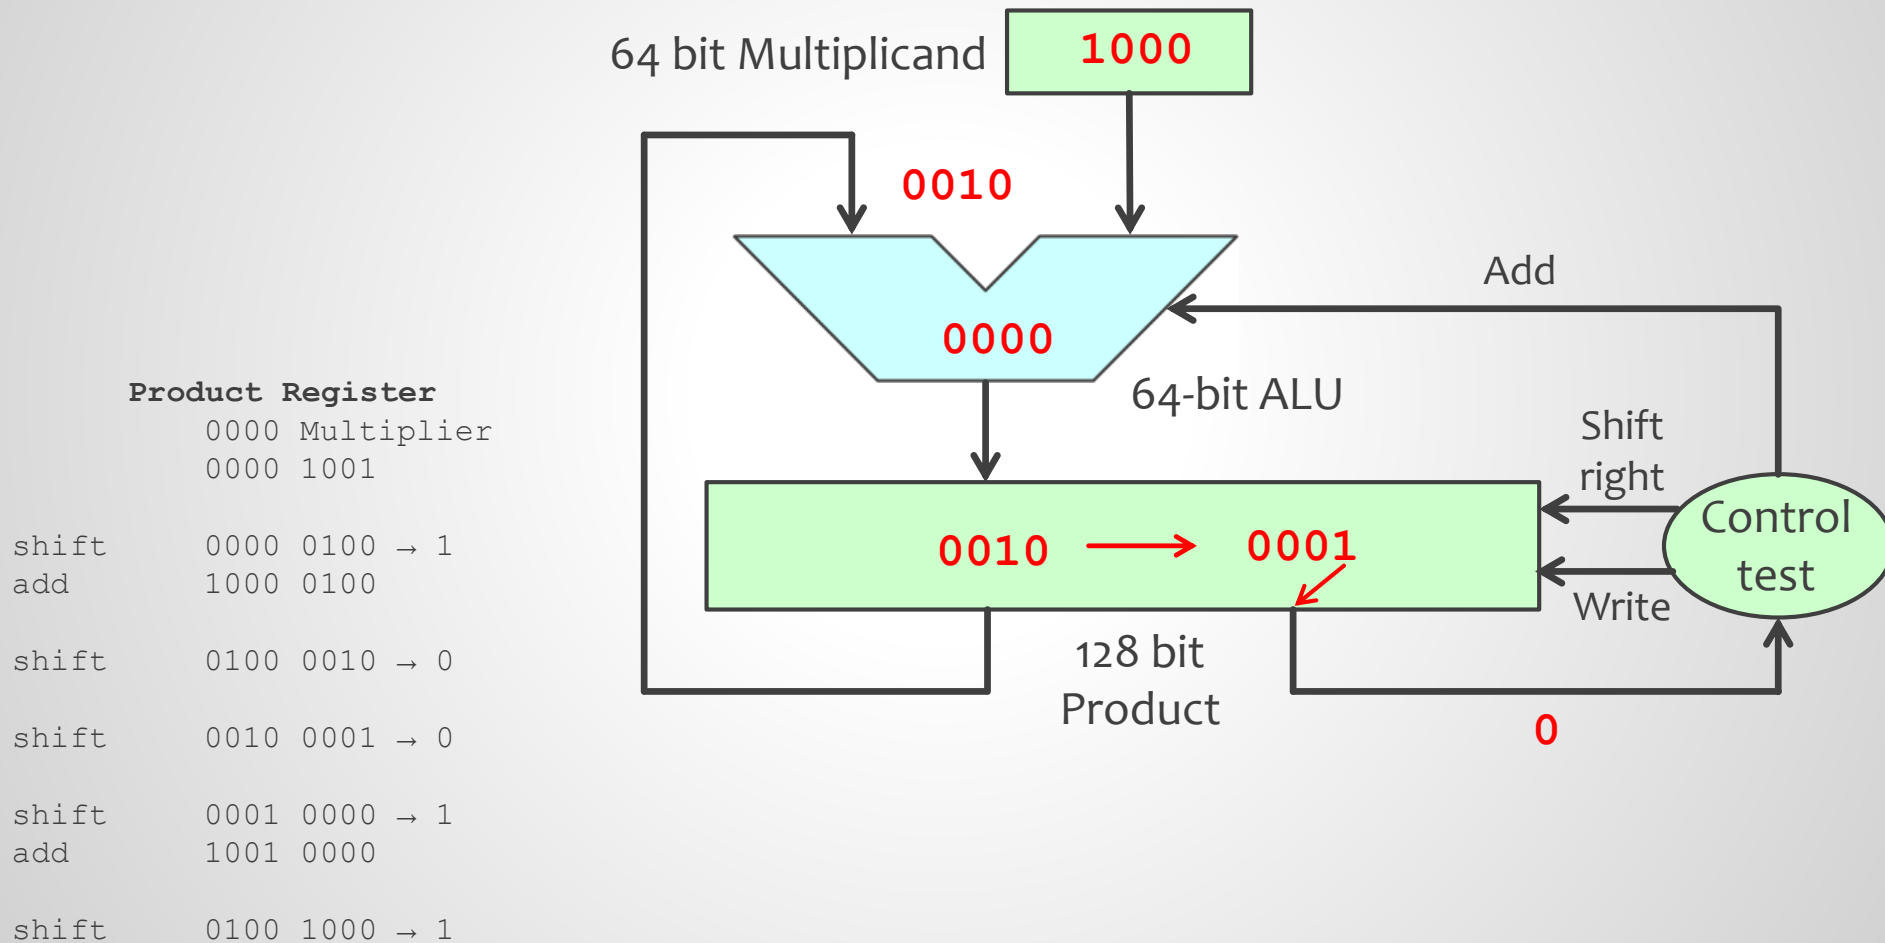 64 bit Multiplicand
1000
0010
Add
0000
64-bit ALU
Shift
right
Control
test
Write
0010 → 0001
128 bit
Product
0
Product Register
0000 Multiplier
0000 1001
shift 0000 0100 → 1
add 1000 0100
shift 0100 0010 → 0
shift 0010 0001 → 0
shift 0001 0000 → 1
add 1001 0000
shift 0100 1000 → 1